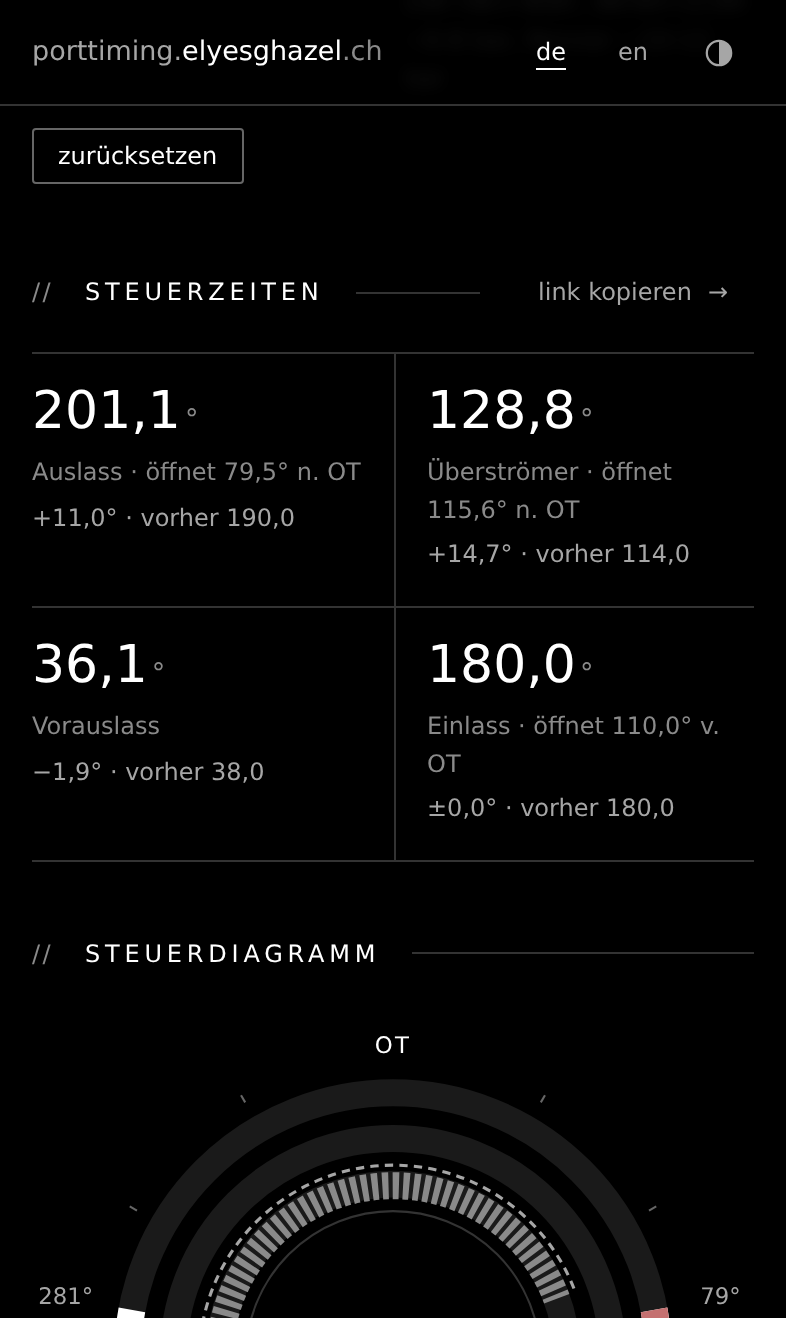 porttiming.elyesghazel.ch
de
en
zurücksetzen
// STEUERZEITEN
link kopieren →
201,1°
Auslass · öffnet 79,5° n. OT
+11,0° · vorher 190,0
128,8°
Überströmer · öffnet
115,6° n. OT
+14,7° · vorher 114,0
36,1°
Vorauslass
−1,9° · vorher 38,0
180,0°
Einlass · öffnet 110,0° v.
OT
±0,0° · vorher 180,0
// STEUERDIAGRAMM
OT
281°
79°